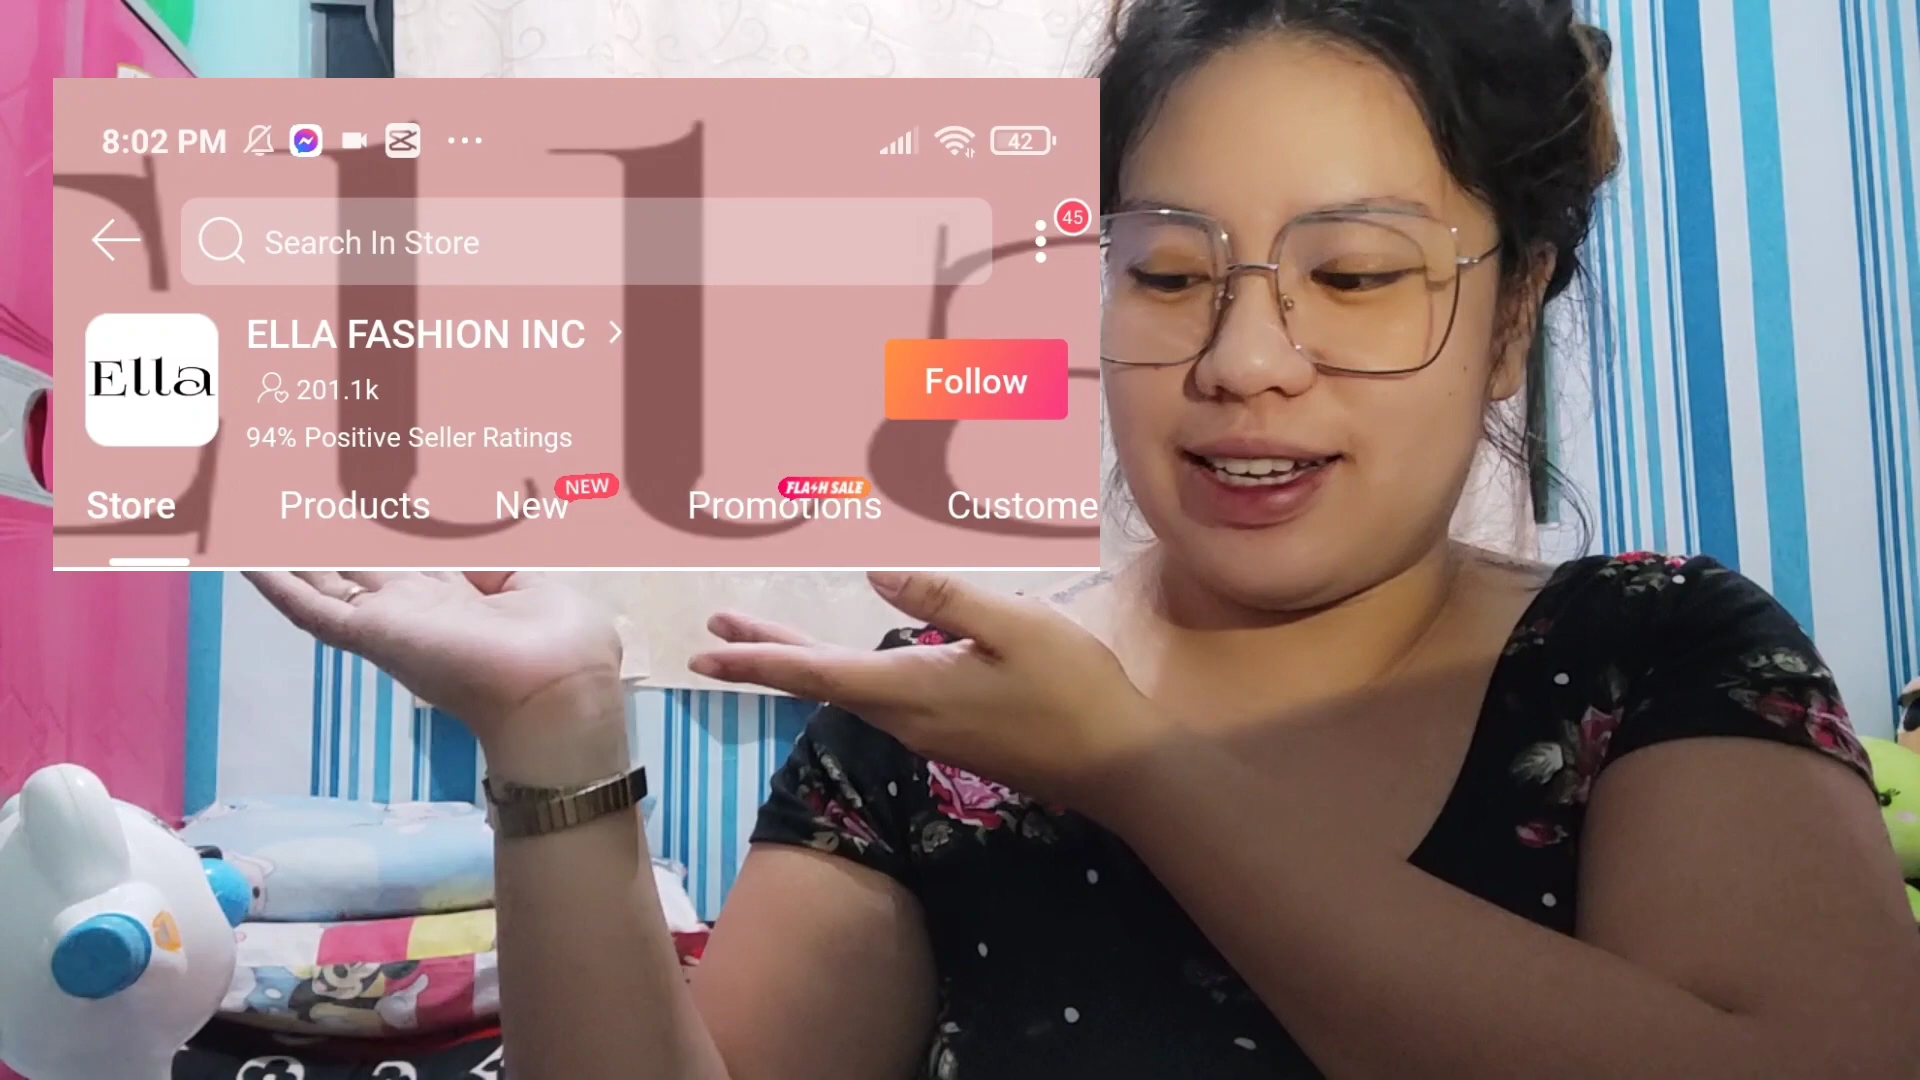 8:02 PM
42
Search In Store
45
Ella
ELLA FASHION INC
201.1k
Follow
94% Positive Seller Ratings
NEW
FLASH SALE
Store Products New Promotions Custome
Ella